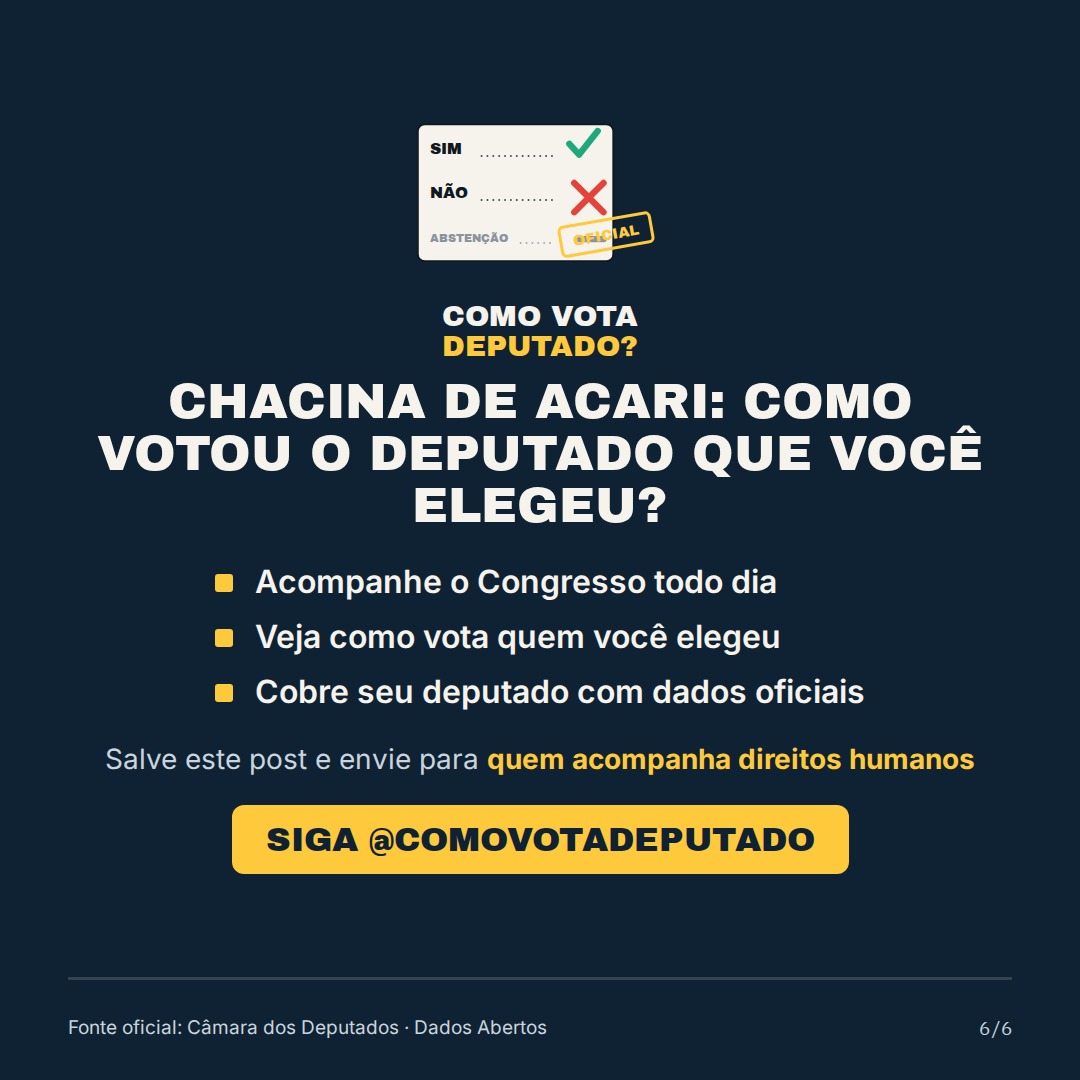 SIM .............
NÃO .............
ABSTENÇÃO ......
OFICIAL
COMO VOTA
DEPUTADO?
CHACINA DE ACARI: COMO
VOTOU O DEPUTADO QUE VOCÊ
ELEGEU?
Acompanhe o Congresso todo dia
Veja como vota quem você elegeu
Cobre seu deputado com dados oficiais
Salve este post e envie para quem acompanha direitos humanos
SIGA @COMOVOTADEPUTADO
Fonte oficial: Câmara dos Deputados · Dados Abertos
6/6